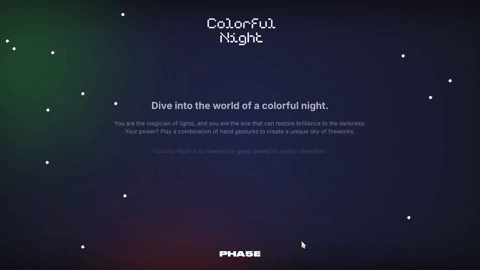 Colorful
Night
Dive into the world of a colorful night.
You are the magician of lights, and you are the one that can restore brilliance to the darkness.
Your power? Play a combination of hand gestures to create a unique sky of fireworks.
Colorful Night is an interactive game based on motion detection.
PHA5E